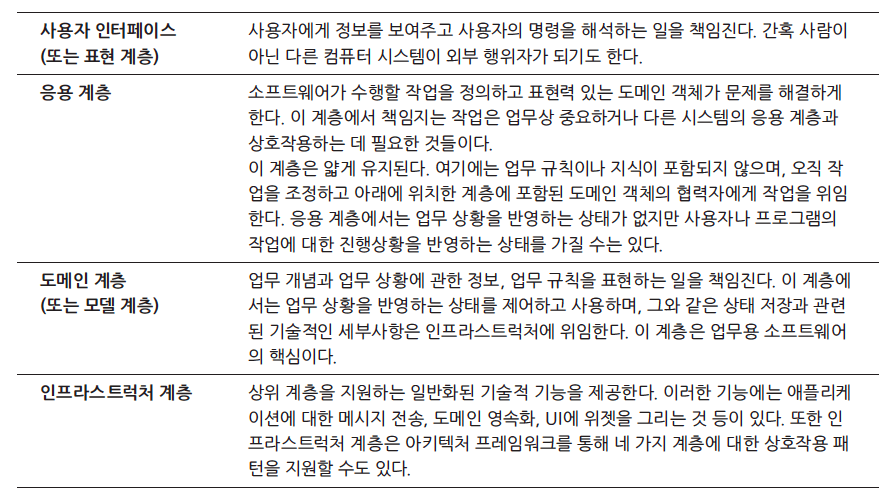 사용자 인터페이스
(또는 표현 계층)
사용자에게 정보를 보여주고 사용자의 명령을 해석하는 일을 책임진다. 간혹 사람이
아닌 다른 컴퓨터 시스템이 외부 행위자가 되기도 한다.
응용 계층
소프트웨어가 수행할 작업을 정의하고 표현력 있는 도메인 객체가 문제를 해결하게
한다. 이 계층에서 책임지는 작업은 업무상 중요하거나 다른 시스템의 응용 계층과
상호작용하는 데 필요한 것들이다.
이 계층은 얇게 유지된다. 여기에는 업무 규칙이나 지식이 포함되지 않으며, 오직 작
업을 조정하고 아래에 위치한 계층에 포함된 도메인 객체의 협력자에게 작업을 위임
한다. 응용 계층에서는 업무 상황을 반영하는 상태가 없지만 사용자나 프로그램의
작업에 대한 진행상황을 반영하는 상태를 가질 수는 있다.
도메인 계층
(또는 모델 계층)
업무 개념과 업무 상황에 관한 정보, 업무 규칙을 표현하는 일을 책임진다. 이 계층에
서는 업무 상황을 반영하는 상태를 제어하고 사용하며, 그와 같은 상태 저장과 관련
된 기술적인 세부사항은 인프라스트럭처에 위임한다. 이 계층은 업무용 소프트웨어
의 핵심이다.
인프라스트럭처 계층
상위 계층을 지원하는 일반화된 기술적 기능을 제공한다. 이러한 기능에는 애플리케
이션에 대한 메시지 전송, 도메인 영속화, UI에 위젯을 그리는 것 등이 있다. 또한 인
프라스트럭처 계층은 아키텍처 프레임워크를 통해 네 가지 계층에 대한 상호작용 패
턴을 지원할 수도 있다.